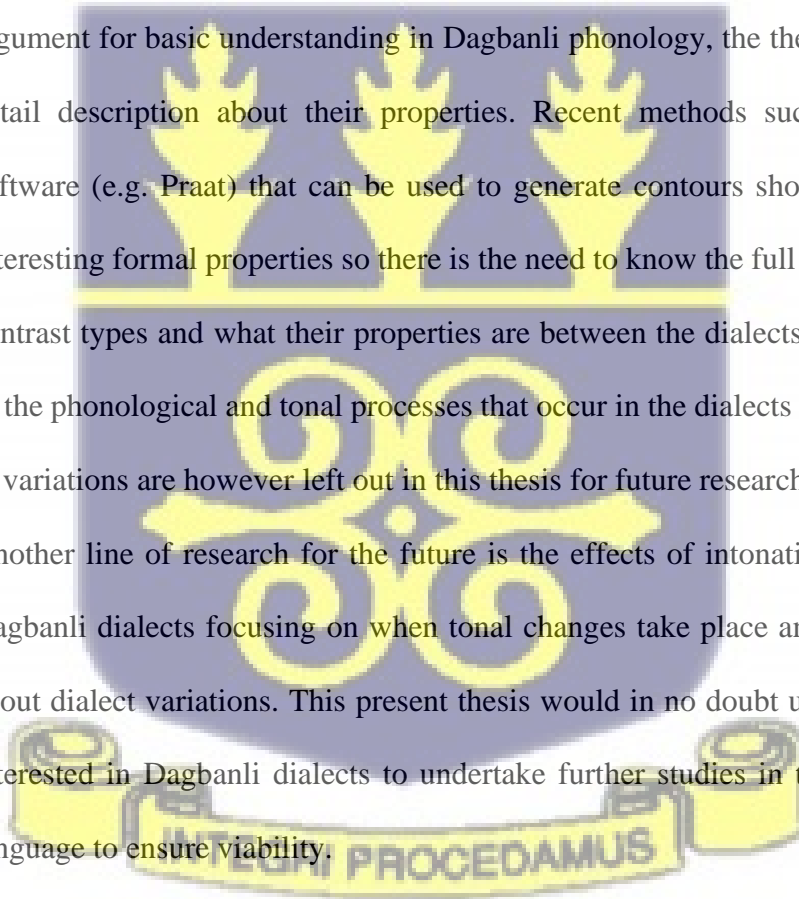 gument for basic understanding in Dagbanli phonology, the the
tail description about their properties. Recent methods suc
ftware (e.g. Praat) that can be used to generate contours sho
teresting formal properties so there is the need to know the full
ntrast types and what their properties are between the dialects
the phonological and tonal processes that occur in the dialects
variations are however left out in this thesis for future research
nother line of research for the future is the effects of intonati
agbanli dialects focusing on when tonal changes take place an
out dialect variations. This present thesis would in no doubt u
terested in Dagbanli dialects to undertake further studies in t
nguage to ensure viability.
INTEGRI PROCEDAMUS